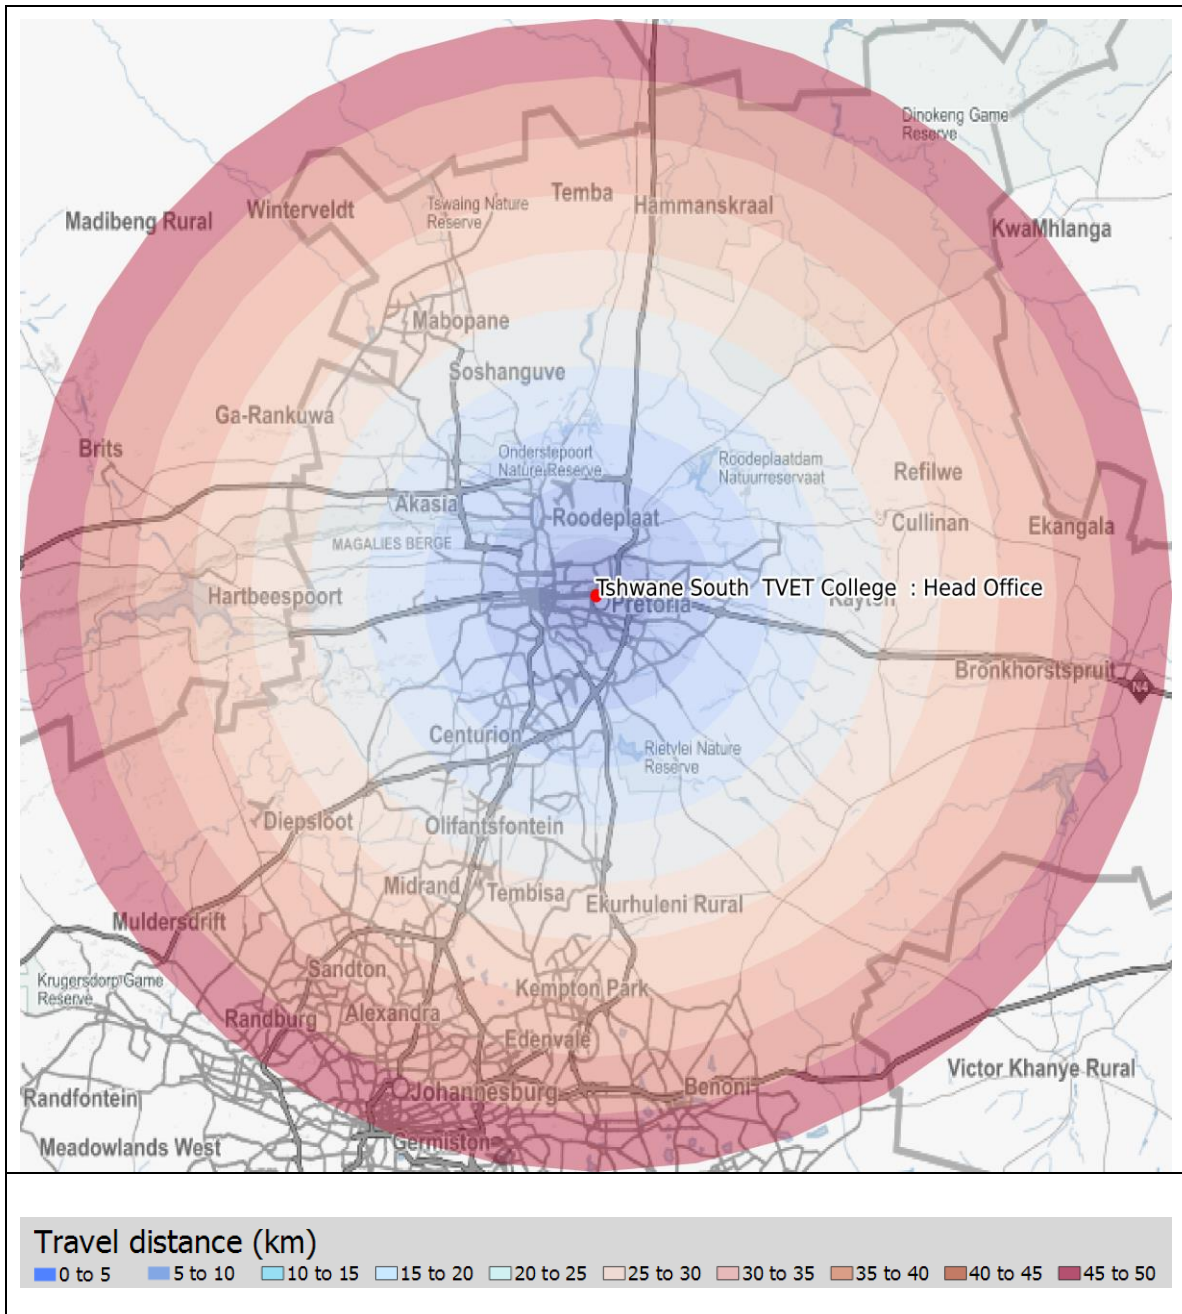 Dinokeng Game
Reserve
Temba
Tswaing Nature
Reserve
Winterveldt
Hammanskraal
Madibeng Rural
KwaMhlanga
Mabopane
Soshanguve
Ga-Rankuwa
Brits
Onderstepoort
Nature Reserve
Roodeplaatdam
Natuurreservaat
Refilwe
Akasia
Roodeplaat
Cullinan
Ekangala
MAGALIES BERGE
Tshwane South  TVET College  : Head Office
Hartbeespoort
Pretoria
Rayton
Bronkhorstspruit
N4
Centurion
Rietvlei Nature
Reserve
Diepsloot
Olifantsfontein
Midrand
Tembisa
Ekurhuleni Rural
Muldersdrift
Sandton
Krugersdorp Game
Reserve
Kempton Park
Randburg
Alexandra
Edenvale
Victor Khanye Rural
Benoni
Johannesburg
Randfontein
Germiston
Meadowlands West
Travel distance (km)
0 to 5 5 to 10 10 to 15 15 to 20 20 to 25 25 to 30 30 to 35 35 to 40 40 to 45 45 to 50